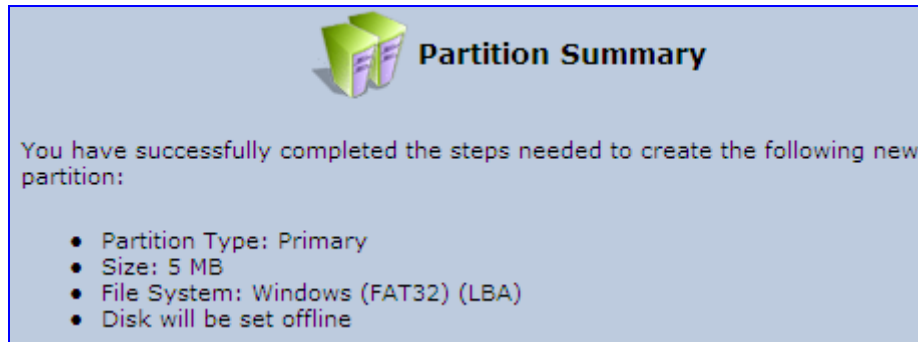 Partition Summary
You have successfully completed the steps needed to create the following new
partition:
● Partition Type: Primary
● Size: 5 MB
● File System: Windows (FAT32) (LBA)
● Disk will be set offline